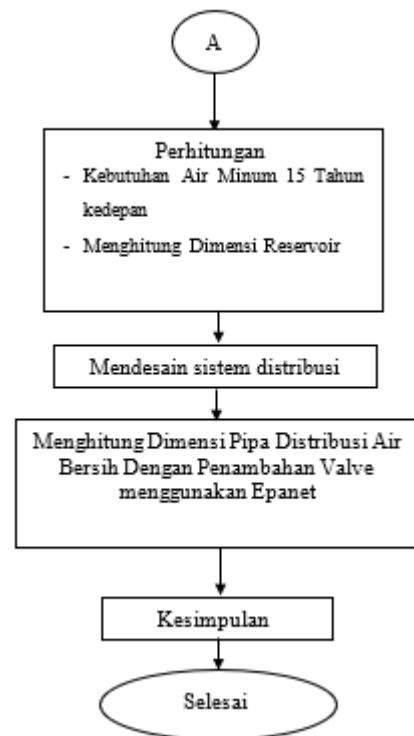 A
Perhitungan
- Kebutuhan Air Minum 15 Tahun
kedepan
- Menghitung Dimensi Reservoir
Mendesain sistem distribusi
Menghitung Dimensi Pipa Distribusi Air
Bersih Dengan Penambahan Valve
menggunakan Epanet
Kesimpulan
Selesai